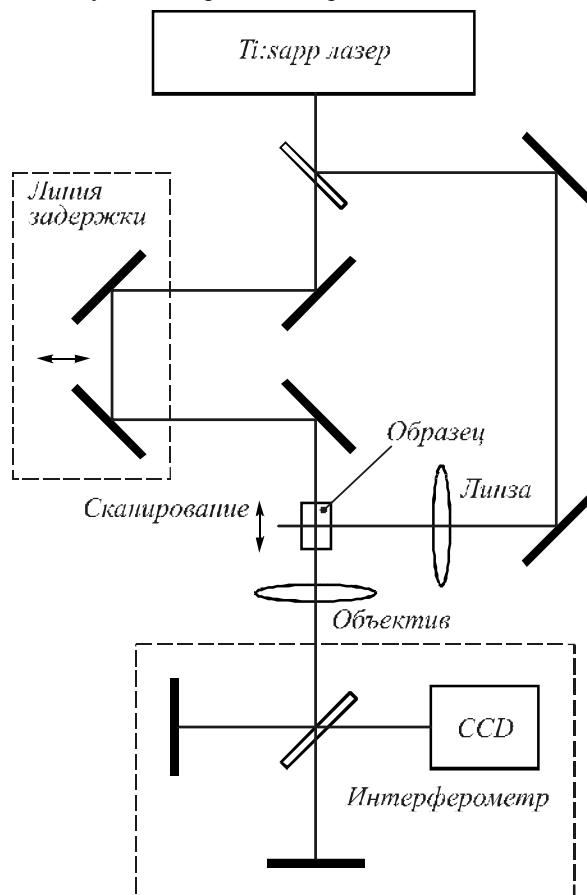 Ti:sapp лазер
Линия
задержки
Образец
Линза
Сканирование
Объектив
CCD
Интерферометр